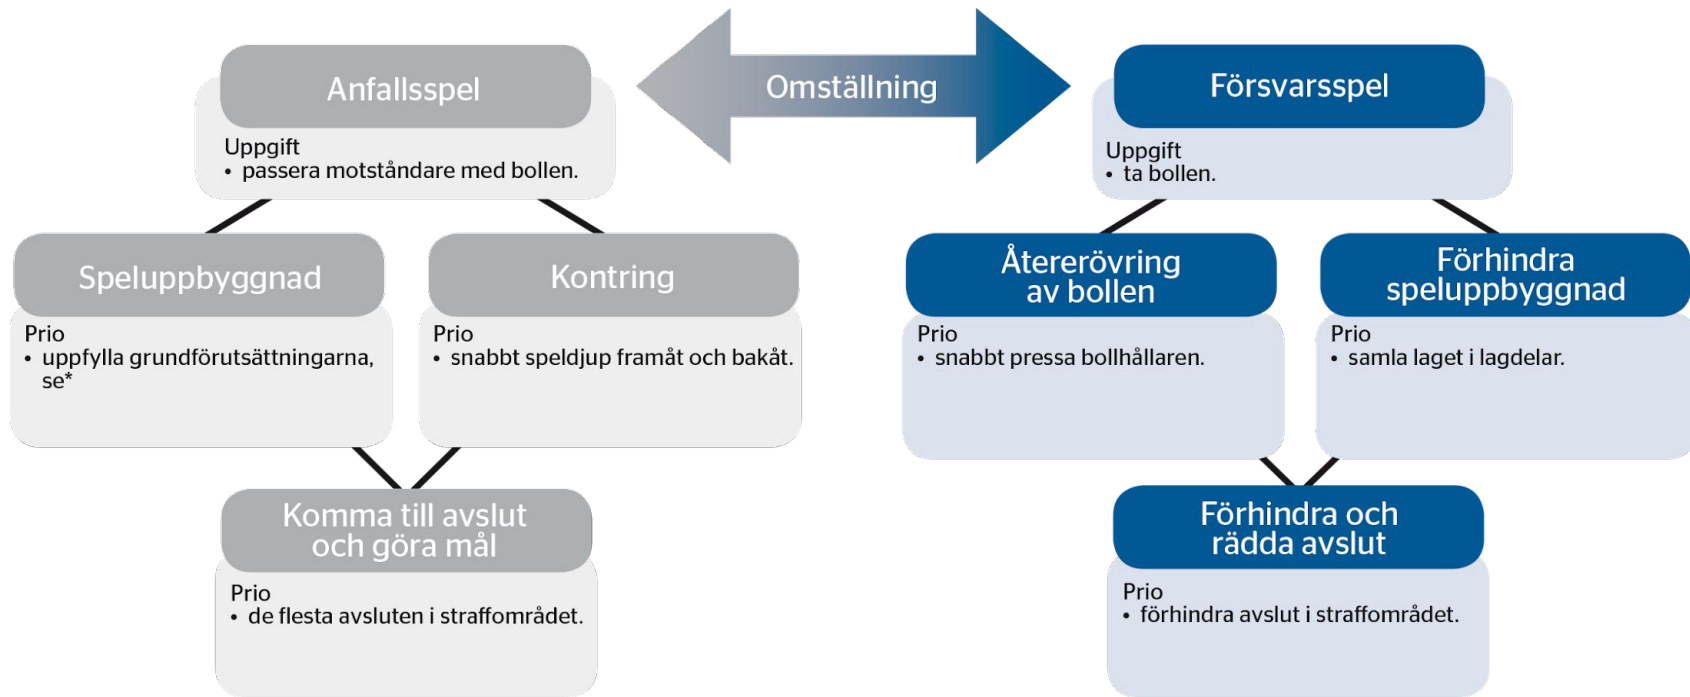 Anfallsspel
Uppgift
• passera motståndare med bollen.
Omställning
Försvarsspel
Uppgift
• ta bollen.
Speluppbyggnad
Prio
• uppfylla grundförutsättningarna,
se*
Kontring
Prio
• snabbt speldjup framåt och bakåt.
Återerövring
av bollen
Prio
• snabbt pressa bollhållaren.
Förhindra
speluppbyggnad
Prio
• samla laget i lagdelar.
Komma till avslut
och göra mål
Prio
• de flesta avsluten i straffområdet.
Förhindra och
rädda avslut
Prio
• förhindra avslut i straffområdet.